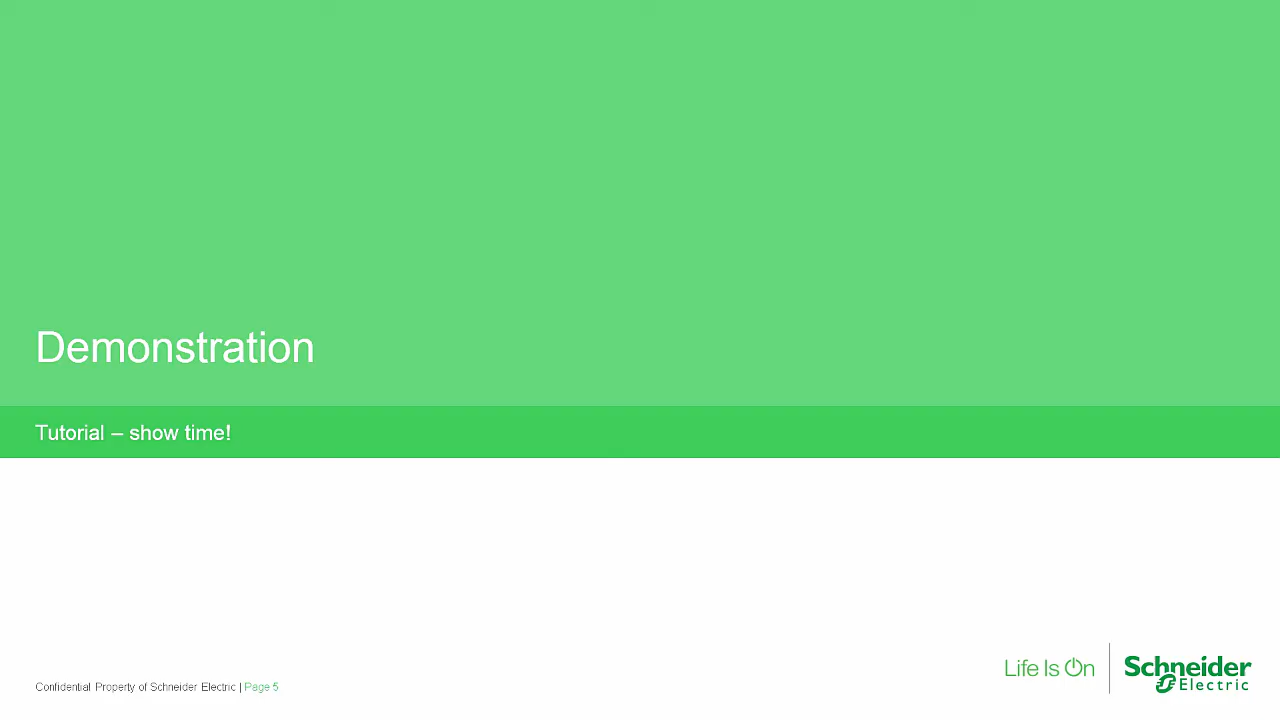 Demonstration
Tutorial – show time!
Confidential Property of Schneider Electric | Page 5
Life Is On
Schneider
Electric